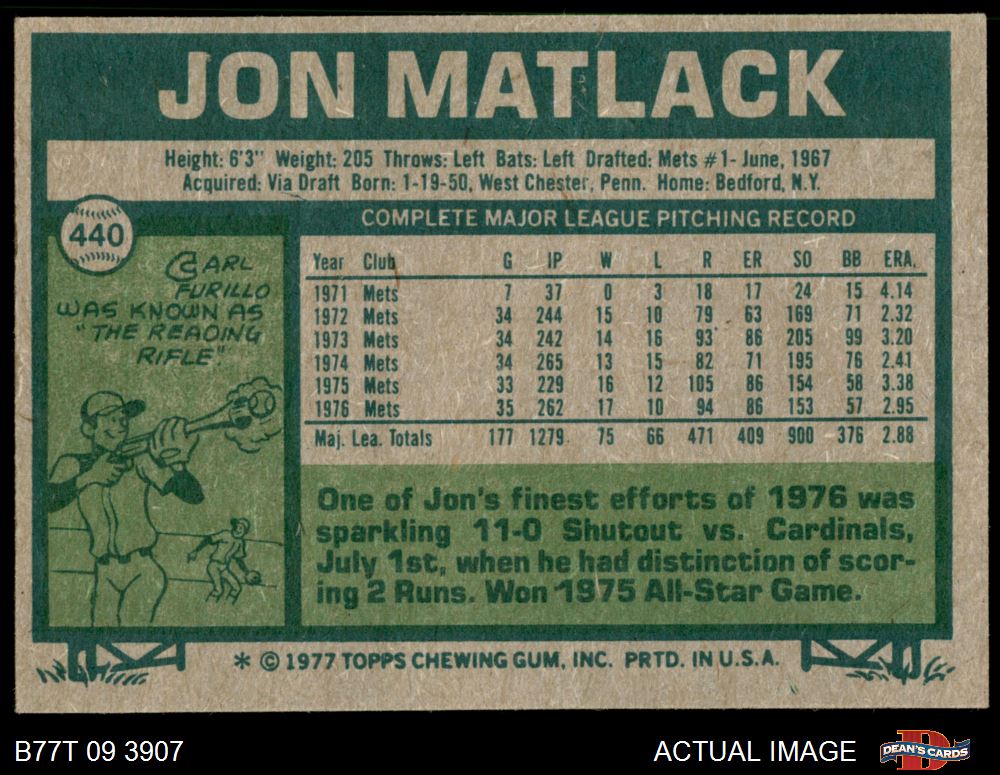 JON MATLACK
Height: 6'3" Weight: 205 Throws: Left Bats: Left Drafted: Mets #1- June, 1967
Acquired: Via Draft Born: 1-19-50, West Chester, Penn. Home: Bedford, N.Y.
440
CARL
FURILLO
WAS KNOWN AS
"THE READING
RIFLE".
COMPLETE MAJOR LEAGUE PITCHING RECORD
Year Club G IP W L R ER SO BB ERA.
1971 Mets 7 37 0 3 18 17 24 15 4.14
1972 Mets 34 244 15 10 79 63 169 71 2.32
1973 Mets 34 242 14 16 93 86 205 99 3.20
1974 Mets 34 265 13 15 82 71 195 76 2.41
1975 Mets 33 229 16 12 105 86 154 58 3.38
1976 Mets 35 262 17 10 94 86 153 57 2.95
Maj. Lea. Totals 177 1279 75 66 471 409 900 376 2.88
One of Jon's finest efforts of 1976 was
sparkling 11-0 Shutout vs. Cardinals,
July 1st, when he had distinction of scor-
ing 2 Runs. Won 1975 All-Star Game.
* © 1977 TOPPS CHEWING GUM, INC. PRTD. IN U.S.A.
B77T 09 3907
ACTUAL IMAGE
D
DEAN'S CARDS